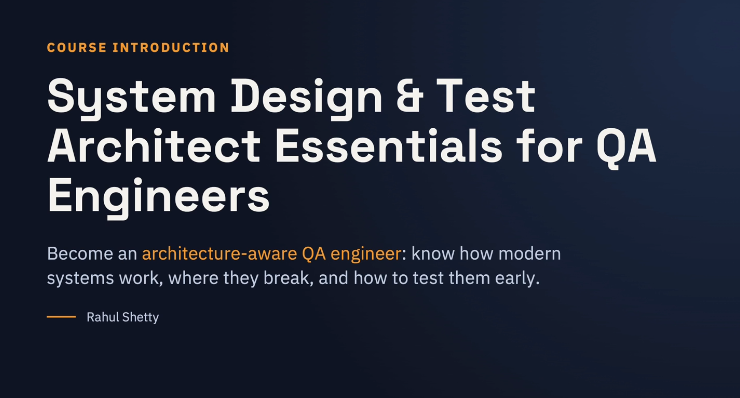 COURSE INTRODUCTION
System Design & Test
Architect Essentials for QA
Engineers
Become an architecture-aware QA engineer: know how modern
systems work, where they break, and how to test them early.
Rahul Shetty